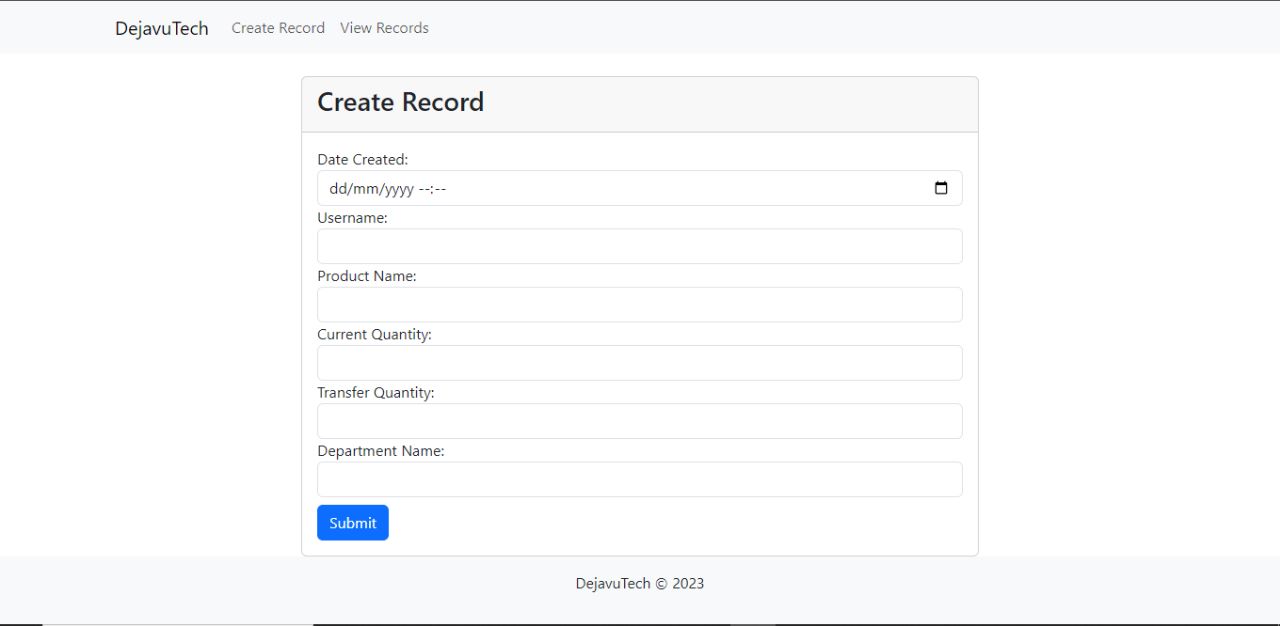 DejavuTech Create Record View Records
Create Record
Date Created:
dd/mm/yyyy --:--
Username:
Product Name:
Current Quantity:
Transfer Quantity:
Department Name:
Submit
DejavuTech © 2023